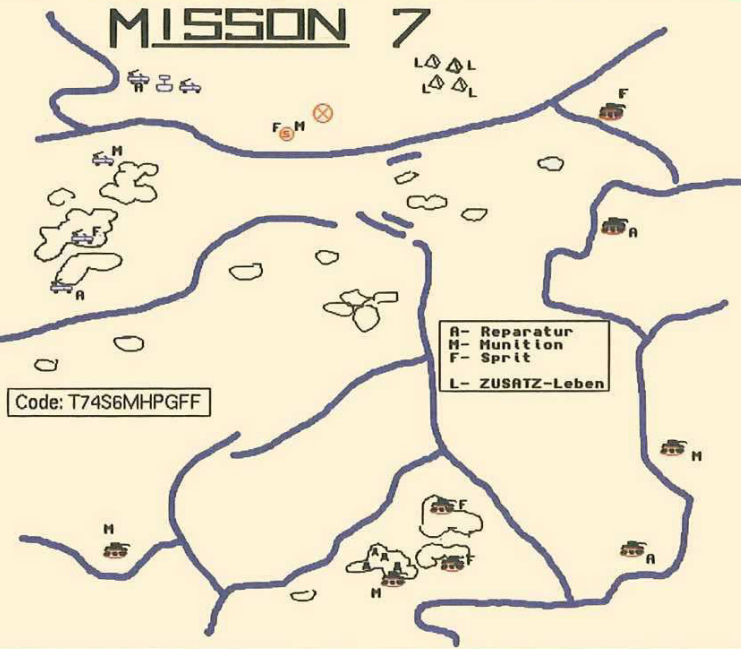 MISSON 7
L L
L L
A
F
F S M
M
F
A
A
A- Reparatur
M- Munition
F- Sprit
L- ZUSATZ-Leben
Code: T74S6MHPGFF
M
F
M
A A
A A
F
A
M